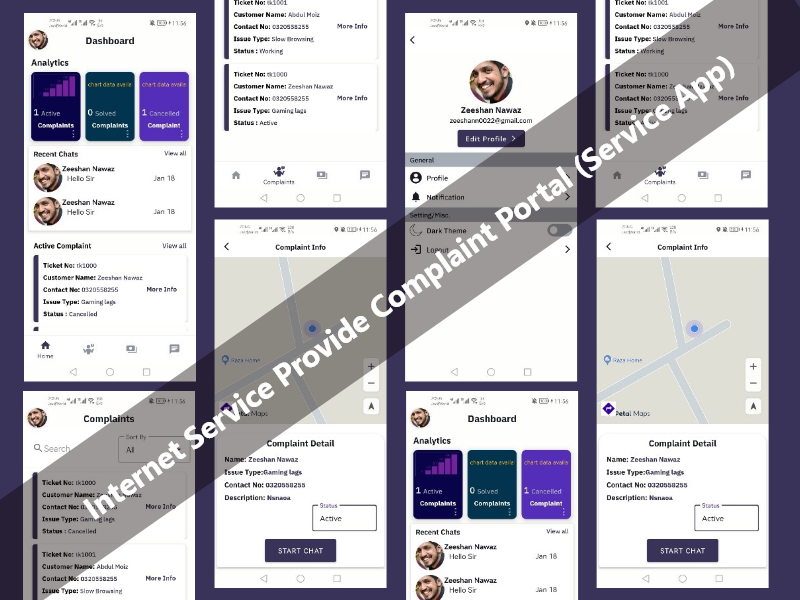 11:56
Dashboard
Analytics
chart data availe
chart data availe
1 Active
Complaints
0 Solved
Complaints
1 Cancelled
Complaint
Recent Chats
View all
Zeeshan Nawaz
Hello Sir
Jan 18
Zeeshan Nawaz
Hello Sir
Jan 18
Active Complaint
View all
Ticket No: tk1000
Customer Name: Zeeshan Nawaz
Contact No: 0320558255
More Info
Issue Type: Gaming lags
Status : Cancelled
Home
11:56
Complaints
Search
Sort By
All
Ticket No: tk1000
Customer Name: Zeeshan Nawaz
More Info
Issue Type: Gaming lags
Status : Cancelled
Ticket No: tk1001
Customer Name: Abdul Moiz
Contact No: 0320558255
More Info
Issue Type: Slow Browsning
Ticket No: tk1001
Customer Name: Abdul Moiz
Contact No: 0320558255
More Info
Issue Type: Slow Browsning
Status : Working
Ticket No: tk1000
Customer Name: Zeeshan Nawaz
Contact No: 0320558255
More Info
Issue Type: Gaming lags
Status : Active
Complaints
11:56
Complaint Info
Raza Home
+
−
Petal Maps
Complaint Detail
Name: Zeeshan Nawaz
Issue Type:Gaming lags
Contact No: 0320558255
Description: Nsnaoa
Status
Active
START CHAT
11:56
Zeeshan Nawaz
zeeshann0022@gmail.com
Edit Profile
General
Profile
Notification
Setting/Misc.
Dark Theme
Logout
11:56
Dashboard
Analytics
chart data availe
chart data availe
1 Active
Complaints
0 Solved
Complaints
1 Cancelled
Complaint
Recent Chats
View all
Zeeshan Nawaz
Hello Sir
Jan 18
Zeeshan Nawaz
Hello Sir
Jan 18
Ticket No: tk1001
Customer Name: Abdul Moiz
Contact No: 0320558255
More Info
Issue Type: Slow Browsning
Status : Working
Ticket No: tk1000
Customer Name: Zeeshan Nawaz
Contact No: 0320558255
More Info
Issue Type: Gaming lags
Status : Active
Complaints
11:56
Complaint Info
Raza Home
+
−
Petal Maps
Complaint Detail
Name: Zeeshan Nawaz
Issue Type:Gaming lags
Contact No: 0320558255
Description: Nsnaoa
Status
Active
START CHAT
Internet Service Provide Complaint Portal (Service App)